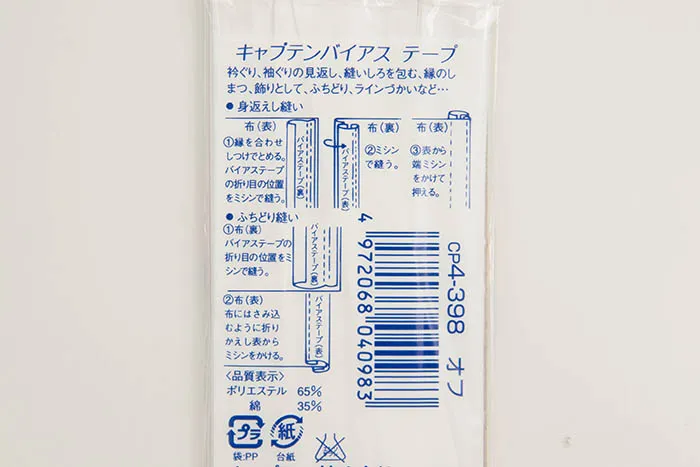 キャプテンバイアス テープ
衿ぐり、袖ぐりの見返し、縫いしろを包む、縁のし
まつ、飾りとして、ふちどり、ラインづかいなど…
● 身返えし縫い
布(表)
①縁を合わせ
しつけでとめる。
バイアステープ
の折り目の位置
をミシンで縫う。
バイアステープ(裏)
布(裏)
②ミシン
で縫う。
バイアステープ(表)
布(表)
③表から
端ミシン
をかけて
押える。
● ふちどり縫い
①布(裏)
バイアステープの
折り目の位置をミ
シンで縫う。
バイアステープ(裏)
②布(表)
布にはさみ込
むように折り
かえし表から
ミシンをかける。
バイアステープ(表)
〈品質表示〉
ポリエステル 65%
綿 35%
プラ
袋:PP
紙
台紙
4 972068 040983
CP4-398 オフ